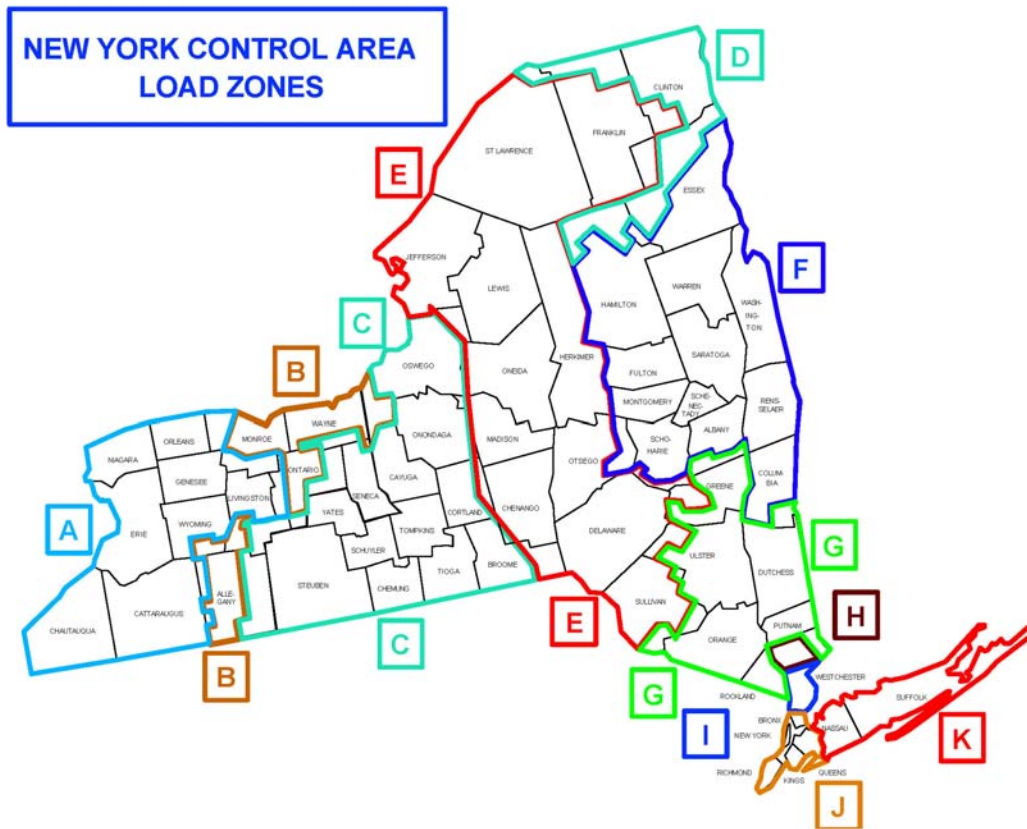 NEW YORK CONTROL AREA
LOAD ZONES
D
CLINTON
FRANKLIN
ST LAWRENCE
E
ESSEX
JEFFERSON
F
LEWIS
WARREN
HAMILTON
WASH-
ING-
TON
C
OSWEGO
ONEIDA
HERKIMER
SARATOGA
B
FULTON
MONTGOMERY
SCHE-
NEC-
TADY
RENS-
SELAER
WAYNE
MONROE
ORLEANS
NIAGARA
ONONDAGA
MADISON
ALBANY
SCHO-
HARIE
OTSEGO
ONTARIO
GENESEE
LIVINGSTON
CAYUGA
SENECA
COLUM
BIA
GREENE
CORTLAND
CHENANGO
YATES
WYOMING
A
ERIE
TOMPKINS
DELAWARE
G
SCHUYLER
ULSTER
BROOME
TIOGA
STEUBEN
CHEMUNG
DUTCHESS
ALLE-
GANY
CATTARAUGUS
CHAUTAUQUA
SULLIVAN
E
H
PUTNAM
ORANGE
C
B
G
WESTCHESTER
ROCKLAND
SUFFOLK
I
BRONX
NEW YORK
NASSAU
K
RICHMOND
KINGS
QUEENS
J